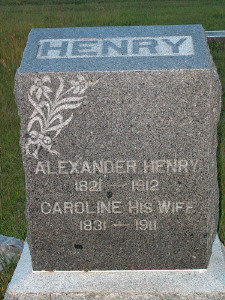 HENRY
ALEXANDER HENRY
1821 — 1912
CAROLINE HIS WIFE
1831 — 1911